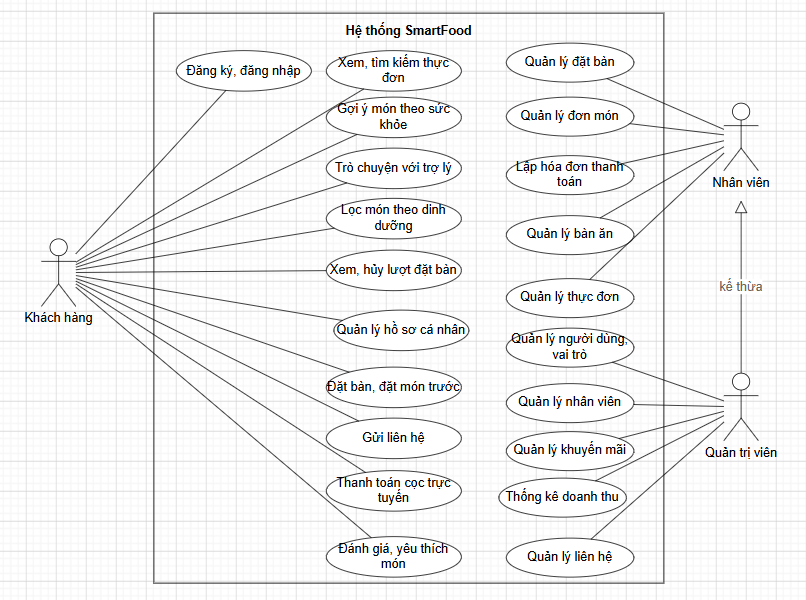 Hệ thống SmartFood
Đăng ký, đăng nhập
Xem, tìm kiếm thực
đơn
Gợi ý món theo sức
khỏe
Trò chuyện với trợ lý
Lọc món theo dinh
dưỡng
Xem, hủy lượt đặt bàn
Quản lý hồ sơ cá nhân
Đặt bàn, đặt món trước
Gửi liên hệ
Thanh toán cọc trực
tuyến
Đánh giá, yêu thích
món
Quản lý đặt bàn
Quản lý đơn món
Lập hóa đơn thanh
toán
Quản lý bàn ăn
Quản lý thực đơn
Quản lý người dùng,
vai trò
Quản lý nhân viên
Quản lý khuyến mãi
Thống kê doanh thu
Quản lý liên hệ
Khách hàng
Nhân viên
kế thừa
Quản trị viên